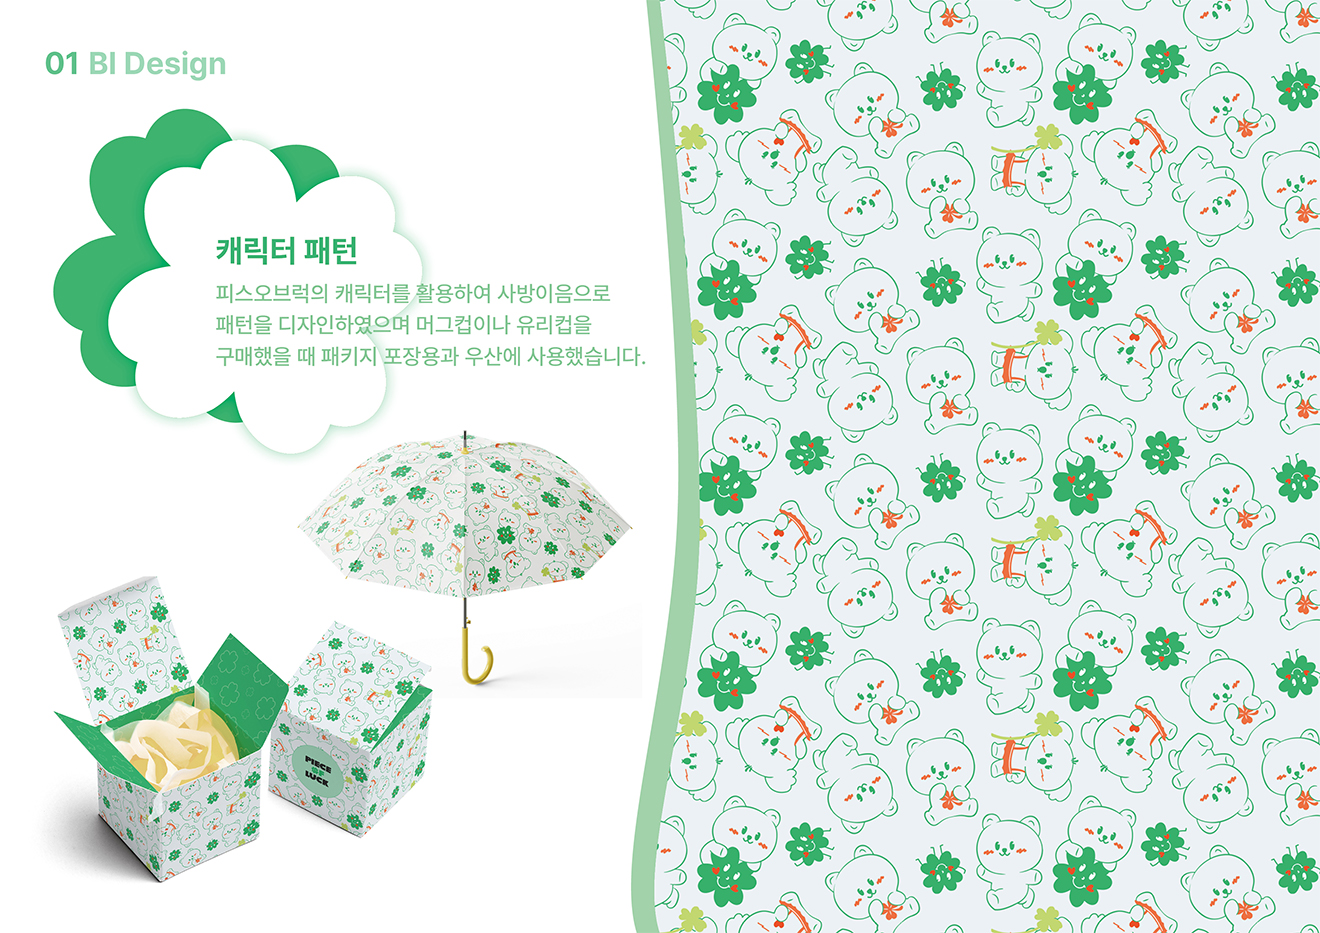 01 BI Design
캐릭터 패턴
피스오브럭의 캐릭터를 활용하여 사방이음으로
패턴을 디자인하였으며 머그컵이나 유리컵을
구매했을 때 패키지 포장용과 우산에 사용했습니다.
PIECE
OF
LUCK